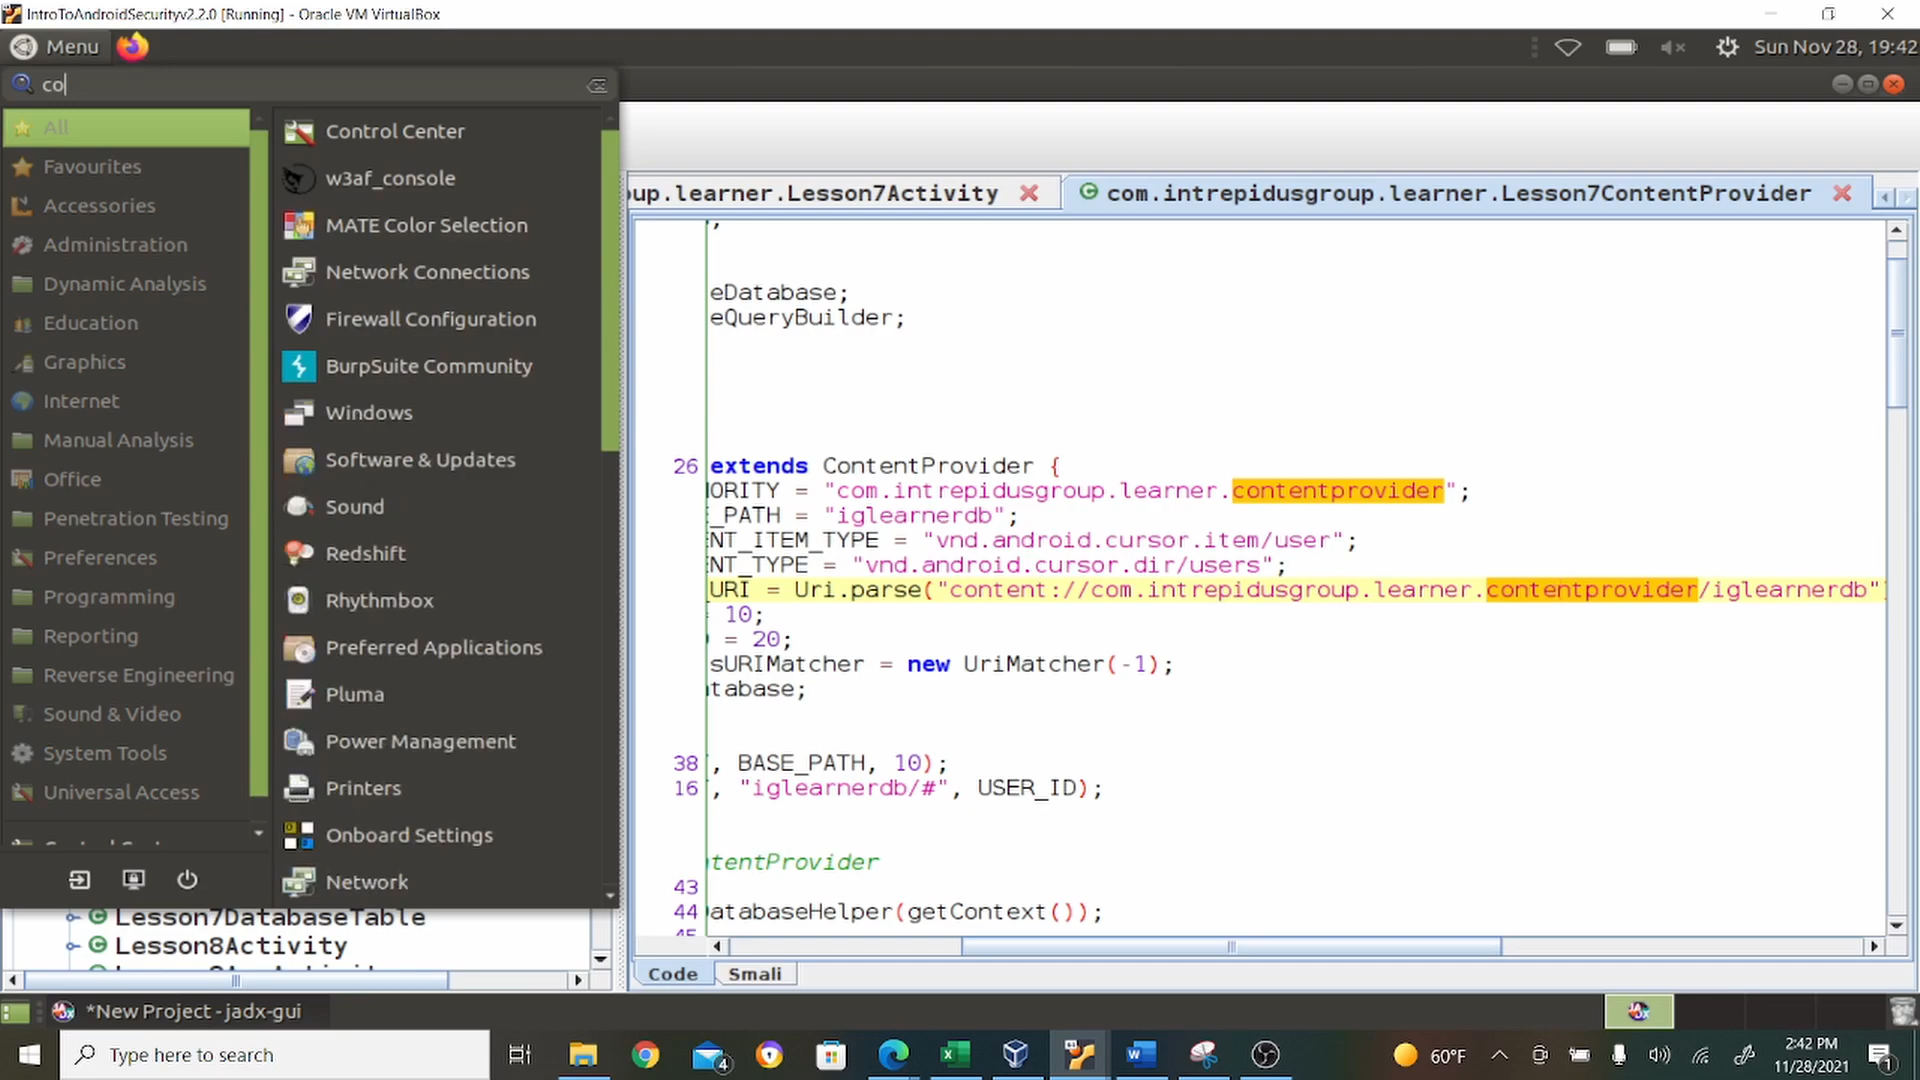 IntroToAndroidSecurityv2.2.0 [Running] - Oracle VM VirtualBox
Menu
Sun Nov 28, 19:42
co
All
Favourites
Accessories
Administration
Dynamic Analysis
Education
Graphics
Internet
Manual Analysis
Office
Penetration Testing
Preferences
Programming
Reporting
Reverse Engineering
Sound & Video
System Tools
Universal Access
Control Center
w3af_console
MATE Color Selection
Network Connections
Firewall Configuration
BurpSuite Community
Windows
Software & Updates
Sound
Redshift
Rhythmbox
Preferred Applications
Pluma
Power Management
Printers
Onboard Settings
Network
Lesson7DatabaseTable
Lesson8Activity
up.learner.Lesson7Activity
com.intrepidusgroup.learner.Lesson7ContentProvider
eDatabase;
eQueryBuilder;
26 extends ContentProvider {
IORITY = "com.intrepidusgroup.learner.contentprovider";
E_PATH = "iglearnerdb";
NT_ITEM_TYPE = "vnd.android.cursor.item/user";
NT_TYPE = "vnd.android.cursor.dir/users";
_URI = Uri.parse("content://com.intrepidusgroup.learner.contentprovider/iglearnerdb")
10;
= 20;
sURIMatcher = new UriMatcher(-1);
atabase;
38 , BASE_PATH, 10);
16 , "iglearnerdb/#", USER_ID);
tentProvider
43
44 atabaseHelper(getContext());
45
Code
Smali
*New Project - jadx-gui
Type here to search
4
60°F
2:42 PM
11/28/2021
1